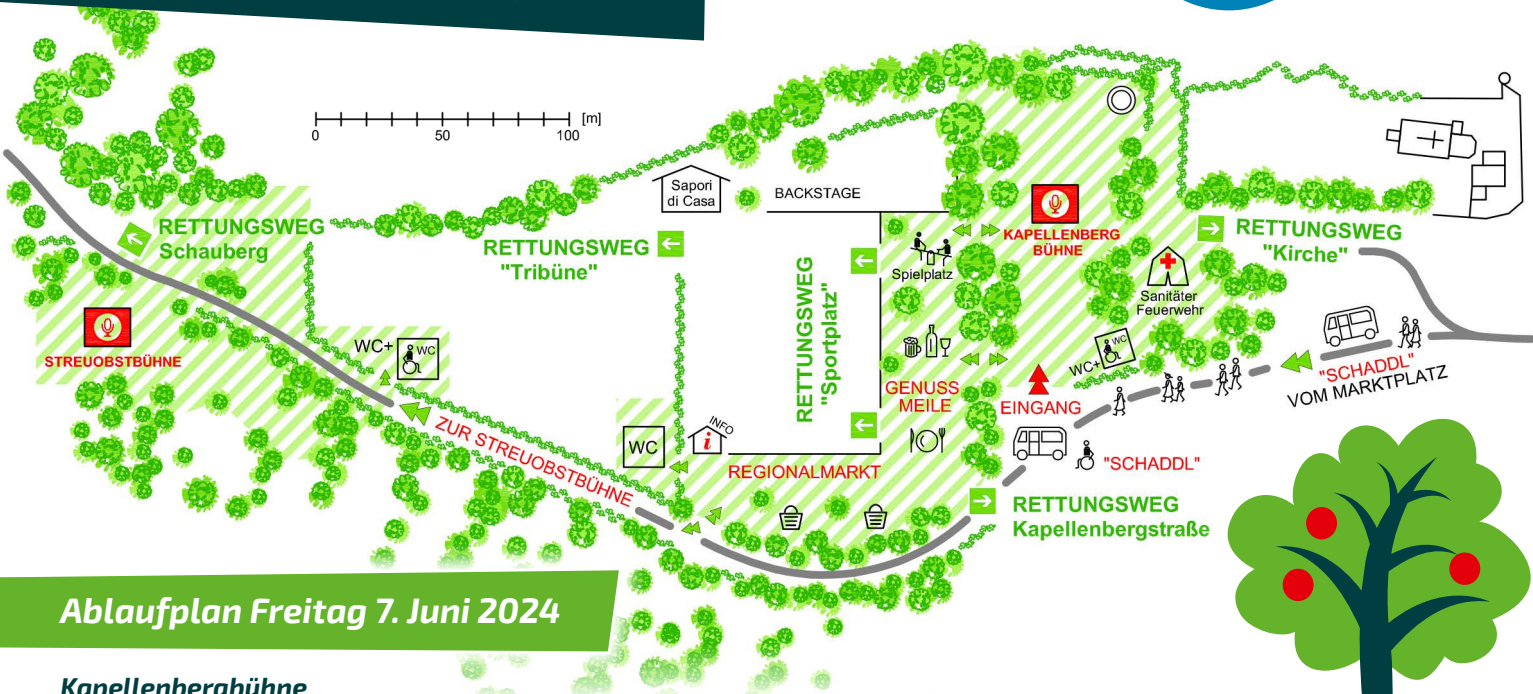 0
50
100
[m]
Sapori
di Casa
BACKSTAGE
RETTUNGSWEG
Schauberg
RETTUNGSWEG
"Tribüne"
Spielplatz
KAPELLENBERG
BÜHNE
RETTUNGSWEG
"Kirche"
Sanitäter
Feuerwehr
RETTUNGSWEG
"Sportplatz"
STREUOBSTBÜHNE
WC+
WC
WC+
WC
"SCHADDL"
VOM MARKTPLATZ
GENUSS
MEILE
EINGANG
ZUR STREUOBSTBÜHNE
WC
INFO
i
REGIONALMARKT
"SCHADDL"
RETTUNGSWEG
Kapellenbergstraße
Ablaufplan Freitag 7. Juni 2024
Kapellenbergbühne